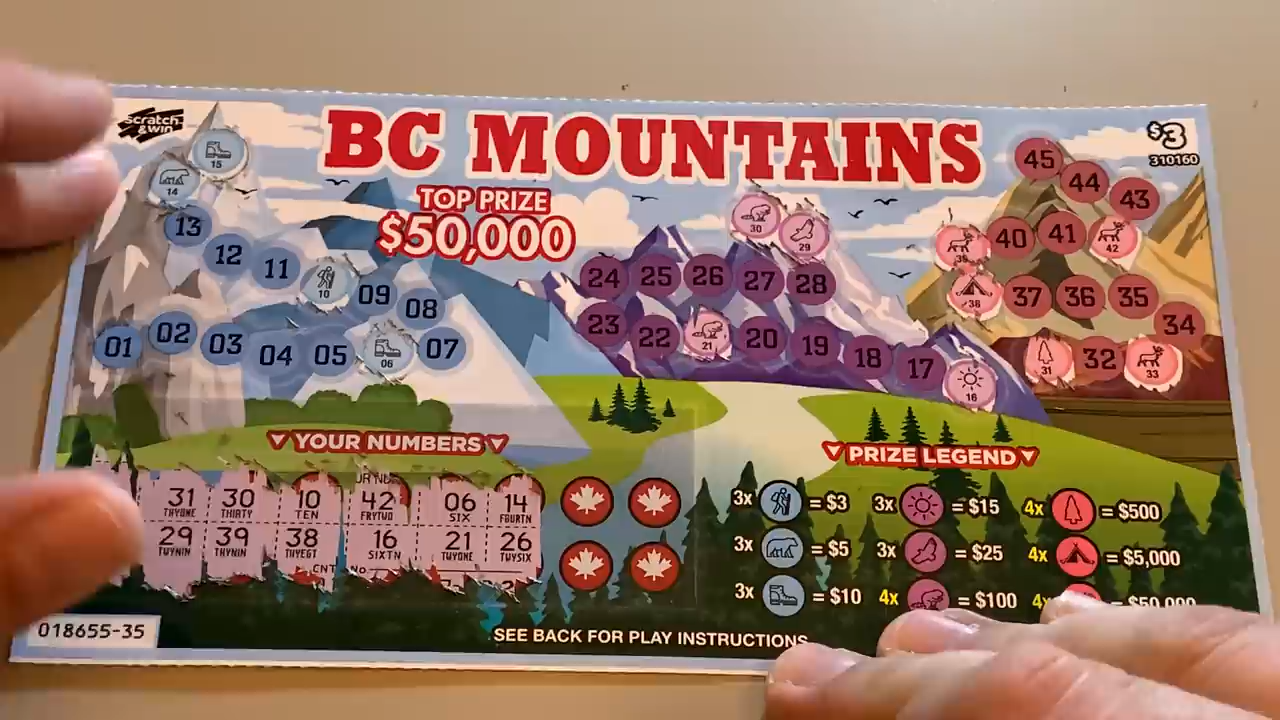 Scratch
& Win
BC MOUNTAINS
$3
310160
TOP PRIZE
$50,000
15
14
13
12 11 10 09 08
01 02 03 04 05 06 07
30 29
24 25 26 27 28
23 22 21 20 19 18 17 16
45 44 43
39 40 41 42
38 37 36 35 34
31 32 33
YOUR NUMBERS
31 30 10 42 06 14
THYONE THIRTY TEN FRYTWO SIX FOURTN
29 39 38 16 21 26
TWYNIN THYNIN THYEGT SIXTN TWYONE TWYSIX
PRIZE LEGEND
3x = $3 3x = $15 4x = $500
3x = $5 3x = $25 4x = $5,000
3x = $10 4x = $100 4x = $50,000
018655-35
SEE BACK FOR PLAY INSTRUCTIONS